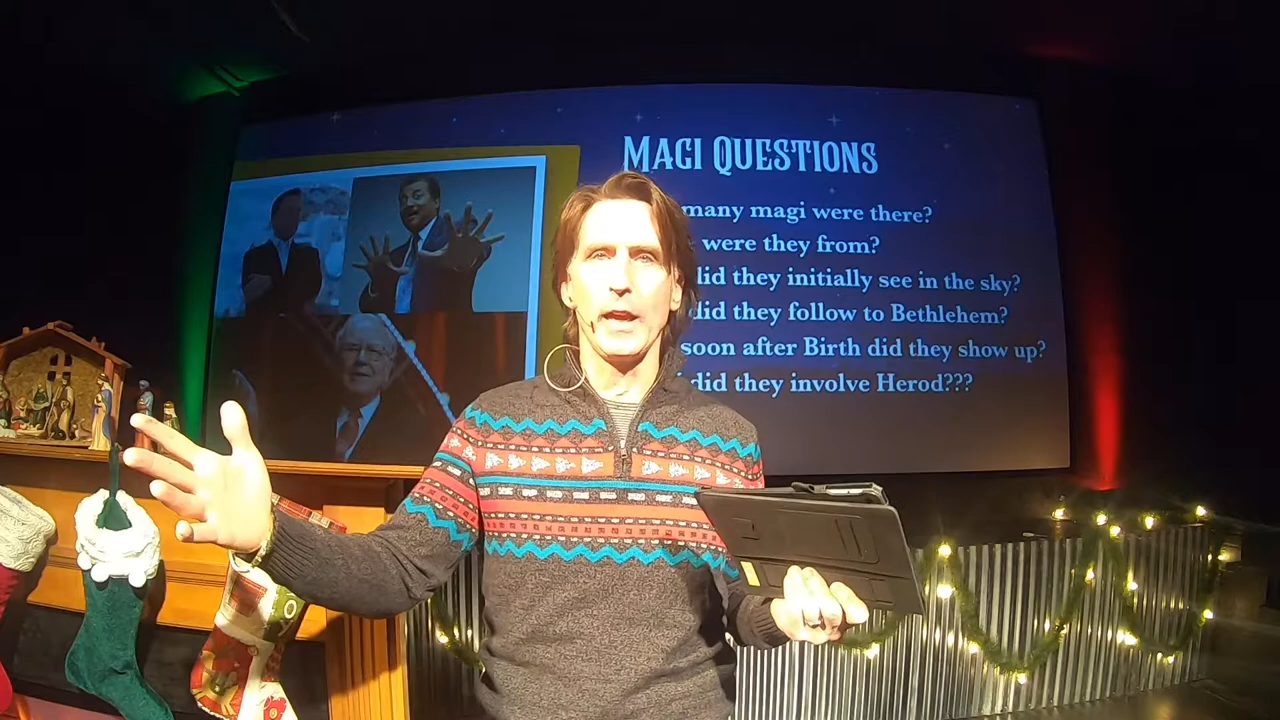 MAGI QUESTIONS
many magi were there?
were they from?
did they initially see in the sky?
did they follow to Bethlehem?
soon after Birth did they show up?
did they involve Herod???